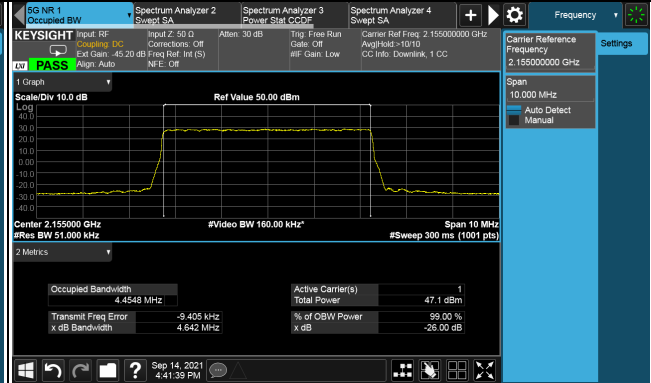 5G NR 1
Occupied BW
Spectrum Analyzer 2
Swept SA
Spectrum Analyzer 3
Power Stat CCDF
Spectrum Analyzer 4
Swept SA
Frequency
KEYSIGHT
LXI
PASS
Input: RF
Coupling: DC
Ext Gain: -45.20 dB
Align: Auto
Input Z: 50 Ω
Corrections: Off
Freq Ref: Int (S)
NFE: Off
Atten: 30 dB
Trig: Free Run
Gate: Off
#IF Gain: Low
Carrier Ref Freq: 2.155000000 GHz
Avg|Hold:>10/10
CC Info: Downlink, 1 CC
Carrier Reference
Frequency
2.155000000 GHz
Settings
Span
10.000 MHz
Auto Detect
Manual
1 Graph
Scale/Div 10.0 dB
Ref Value 50.00 dBm
Log
40.0
30.0
20.0
10.0
0.00
-10.0
-20.0
-30.0
-40.0
Center 2.155000 GHz
#Video BW 160.00 kHz*
Span 10 MHz
#Res BW 51.000 kHz
#Sweep 300 ms (1001 pts)
2 Metrics
Occupied Bandwidth
4.4548 MHz
Active Carrier(s) 1
Total Power 47.1 dBm
Transmit Freq Error -9.405 kHz
x dB Bandwidth 4.642 MHz
% of OBW Power 99.00 %
x dB -26.00 dB
?
Sep 14, 2021
4:41:39 PM